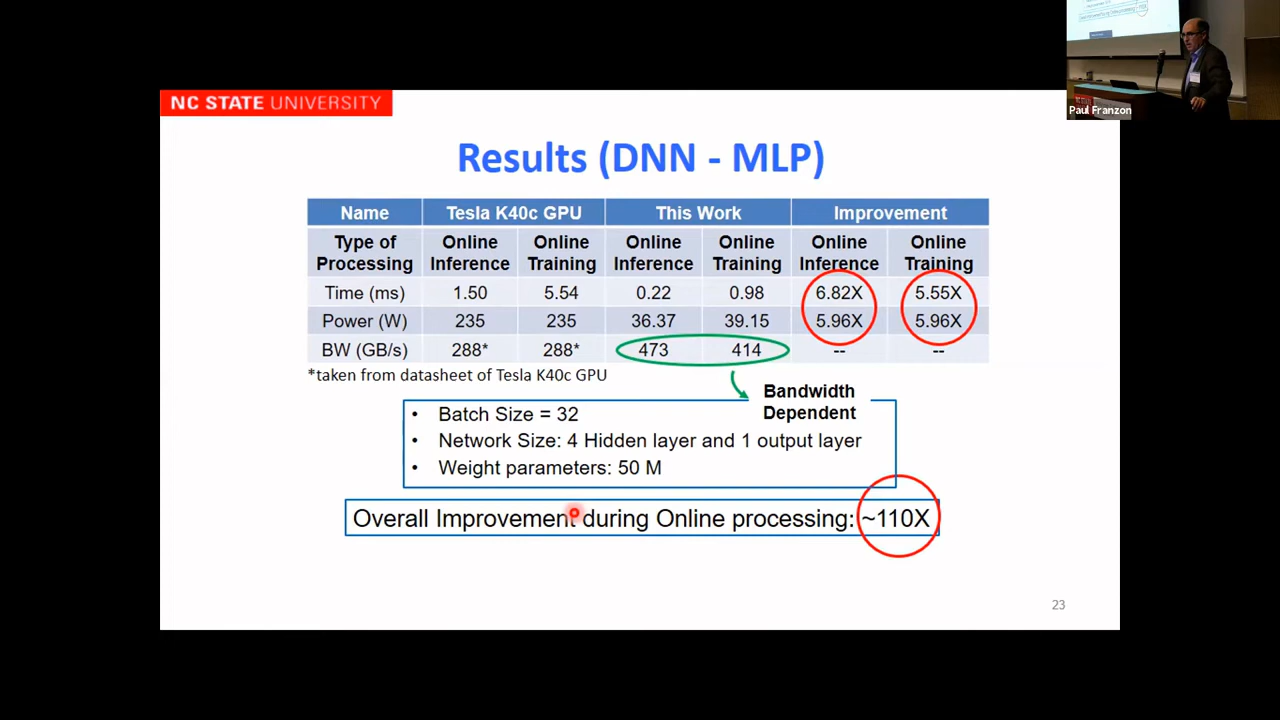 NC STATE UNIVERSITY
Paul Franzon
Results (DNN - MLP)
Name Tesla K40c GPU This Work Improvement
Type of Processing Online Inference Online Training Online Inference Online Training Online Inference Online Training
Time (ms) 1.50 5.54 0.22 0.98 6.82X 5.55X
Power (W) 235 235 36.37 39.15 5.96X 5.96X
BW (GB/s) 288* 288* 473 414 -- --
*taken from datasheet of Tesla K40c GPU
Bandwidth
Dependent
• Batch Size = 32
• Network Size: 4 Hidden layer and 1 output layer
• Weight parameters: 50 M
Overall Improvement during Online processing: ~110X
23